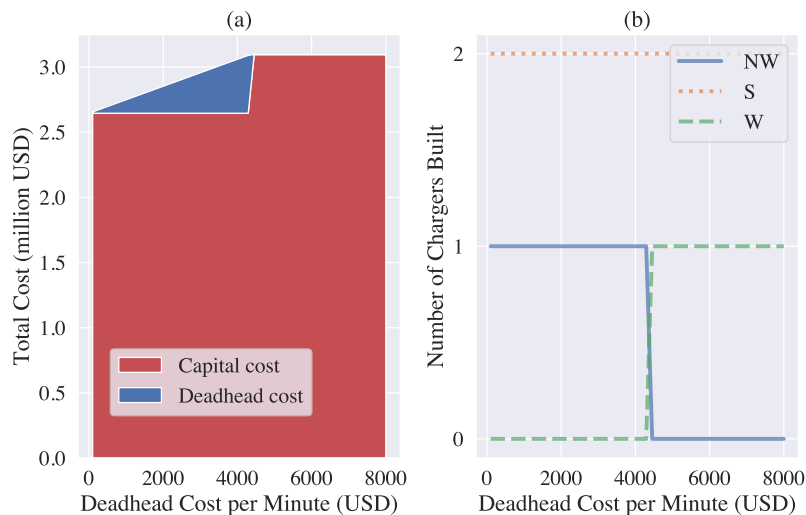 (a)
Total Cost (million USD)
3.0
2.5
2.0
1.5
1.0
0.5
0.0
Capital cost
Deadhead cost
0 2000 4000 6000 8000
Deadhead Cost per Minute (USD)
(b)
Number of Chargers Built
2
1
0
NW
S
W
0 2000 4000 6000 8000
Deadhead Cost per Minute (USD)